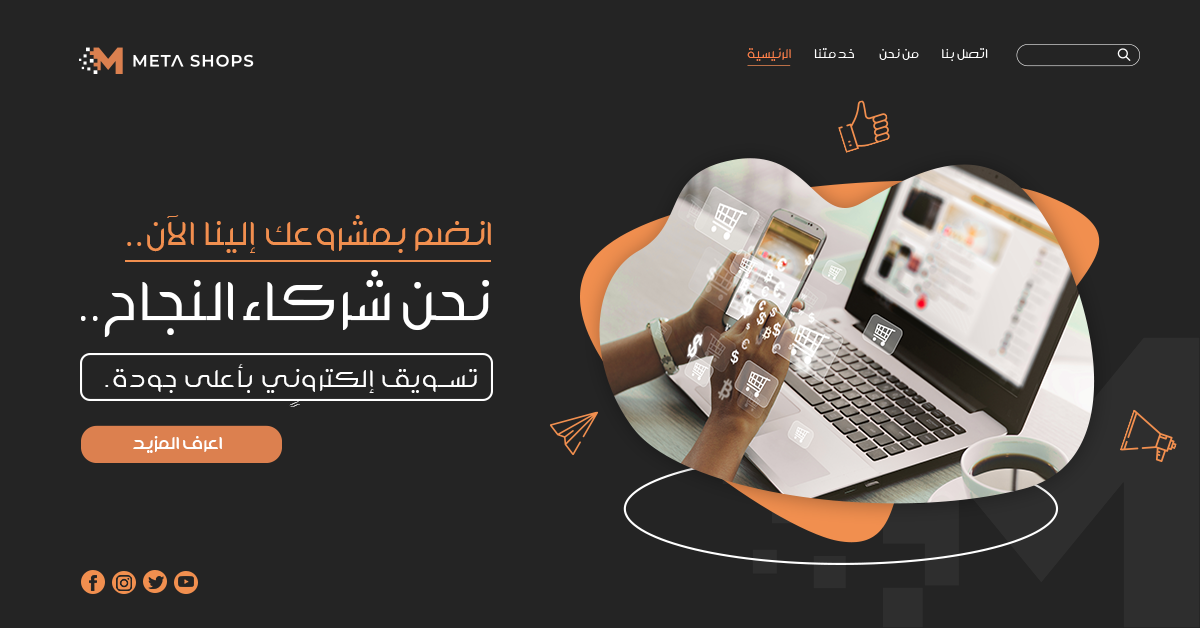 META SHOPS
الرئيسية
خدمتنا
من نحن
اتصل بنا
انضم بمشروعك إلينا الآن..
نحن شركاء النجاح..
تسـويق إلكترونيٍ بأعلى جودة.
اعرف المزيد